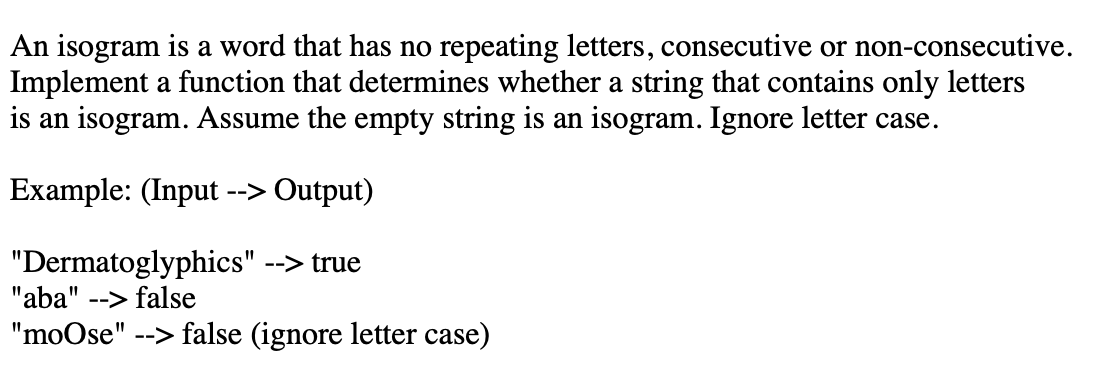 An isogram is a word that has no repeating letters, consecutive or non-consecutive.
Implement a function that determines whether a string that contains only letters
is an isogram. Assume the empty string is an isogram. Ignore letter case.
Example: (Input --> Output)
"Dermatoglyphics" --> true
"aba" --> false
"moOse" --> false (ignore letter case)